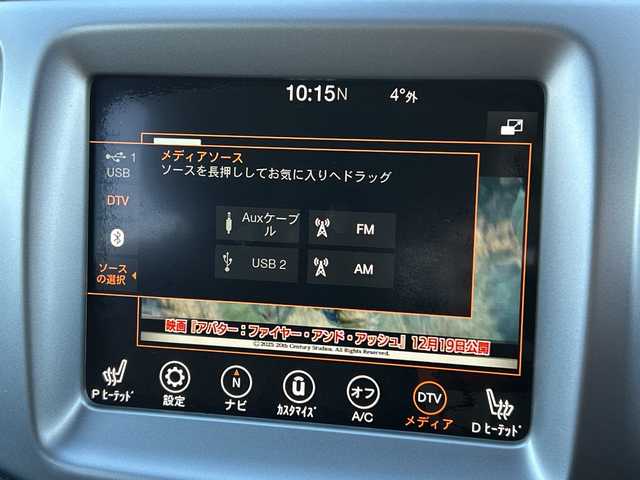 10:15N
4°外
1
USB
メディアソース
ソースを長押ししてお気に入りへドラッグ
DTV
Auxケーブ
ル
FM
USB 2
AM
ソース
の選択
映画『アバター:ファイヤー・アンド・アッシュ』12月19日公開
©2025 20th Century Studios. All Rights Reserved.
P ヒーテッド
設定
N
ナビ
û
カスタマイズ
オフ
A/C
DTV
メディア
D ヒーテッド